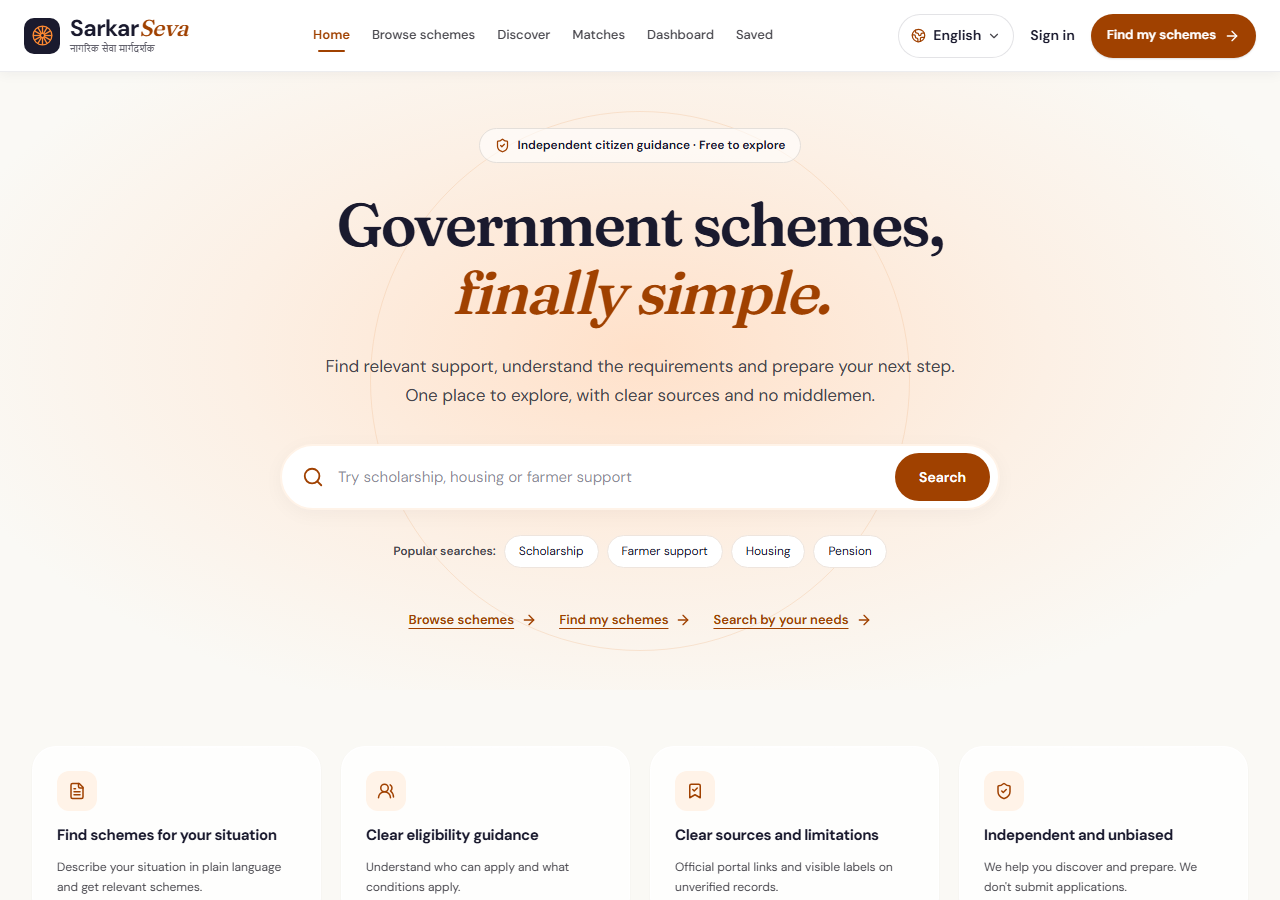 SarkarSeva
नागरिक सेवा मार्गदर्शक
Home
Browse schemes
Discover
Matches
Dashboard
Saved
English
Sign in
Find my schemes
Independent citizen guidance · Free to explore
Government schemes,
finally simple.
Find relevant support, understand the requirements and prepare your next step.
One place to explore, with clear sources and no middlemen.
Try scholarship, housing or farmer support
Search
Popular searches:
Scholarship
Farmer support
Housing
Pension
Browse schemes
Find my schemes
Search by your needs
Find schemes for your situation
Describe your situation in plain language
and get relevant schemes.
Clear eligibility guidance
Understand who can apply and what
conditions apply.
Clear sources and limitations
Official portal links and visible labels on
unverified records.
Independent and unbiased
We help you discover and prepare. We
don't submit applications.